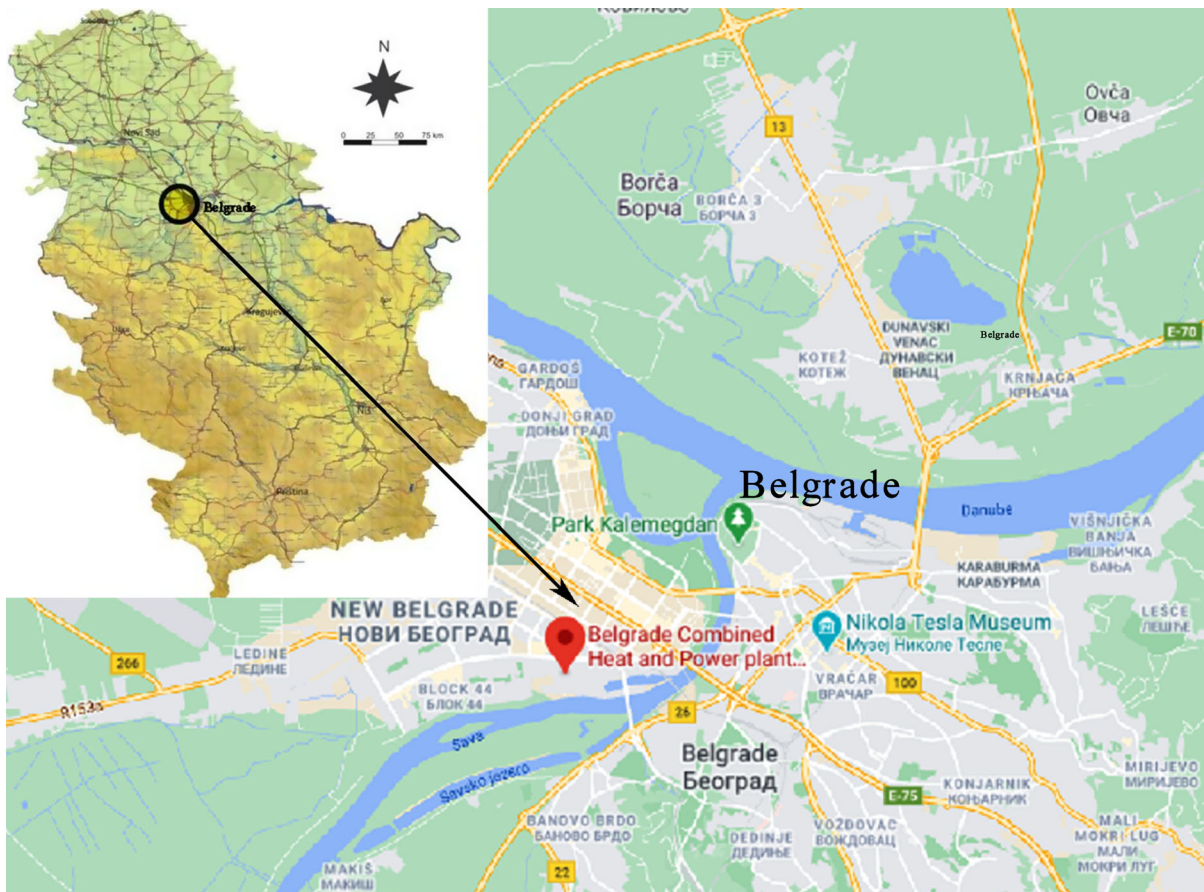 N
0 25 50 75 km
Novi Sad
Belgrade
Niš
Priština
Borča
Борча
BORČA 3
БОРЧА 3
13
Ovča
Овча
Belgrade
E-70
DUNAVSKI
VENAC
ДУНАВСКИ
ВЕНАЦ
KOTEŽ
КОТЕЖ
KRNJAČA
КРЊАЧА
GARDOŠ
ГАРДОШ
DONJI GRAD
ДОЊИ ГРАД
Belgrade
Park Kalemegdan
Danube
VIŠNJIČKA
BANJA
ВИШЊИЧКА
БАЊА
KARABURMA
КАРАБУРМА
LEŠĆE
ЛЕШЋЕ
NEW BELGRADE
НОВИ БЕОГРАД
Belgrade Combined
Heat and Power plant...
Nikola Tesla Museum
Музеј Николе Тесле
LEDINE
ЛЕДИНЕ
266
R153a
BLOCK 44
БЛОК 44
VRAČAR
ВРАЧАР
100
26
Sava
Savsko jezero
Belgrade
Београд
E-75
KONJARNIK
КОЊАРНИК
MIRIJEVO
МИРИЈЕВО
BANOVO BRDO
БАНОВО БРДО
DEDINJE
ДЕДИЊЕ
VOŽDOVAC
ВОЖДОВАЦ
MALI
MOKRI LUG
МАЛИ
МОКРИ ЛУГ
22
MAKIŠ
МАКИШ